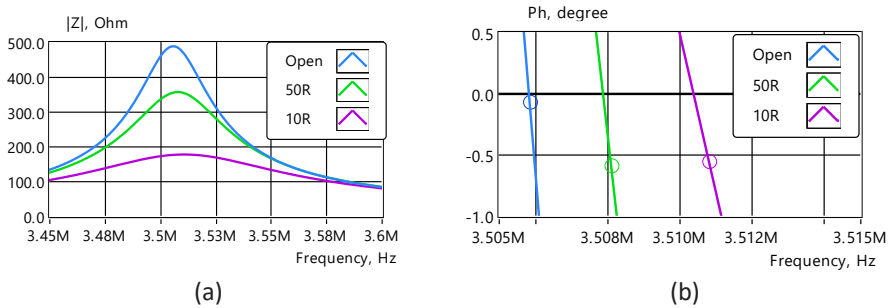 |Z|, Ohm
500.0
400.0
300.0
200.0
100.0
0.0
3.45M 3.48M 3.5M 3.53M 3.55M 3.58M 3.6M
Frequency, Hz
Open
50R
10R
(a)
Ph, degree
0.5
0.0
-0.5
-1.0
3.505M 3.508M 3.510M 3.512M 3.515M
Frequency, Hz
Open
50R
10R
(b)